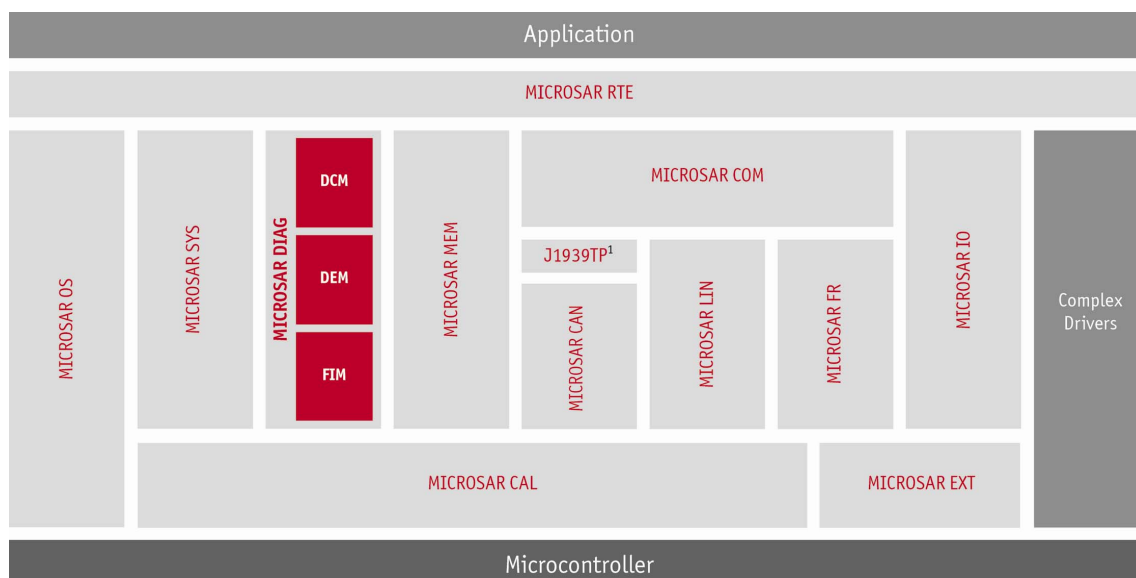 Application
MICROSAR RTE
MICROSAR OS
MICROSAR SYS
MICROSAR DIAG
DCM
DEM
FIM
MICROSAR MEM
MICROSAR COM
J1939TP¹
MICROSAR CAN
MICROSAR LIN
MICROSAR FR
MICROSAR IO
Complex
Drivers
MICROSAR CAL
MICROSAR EXT
Microcontroller